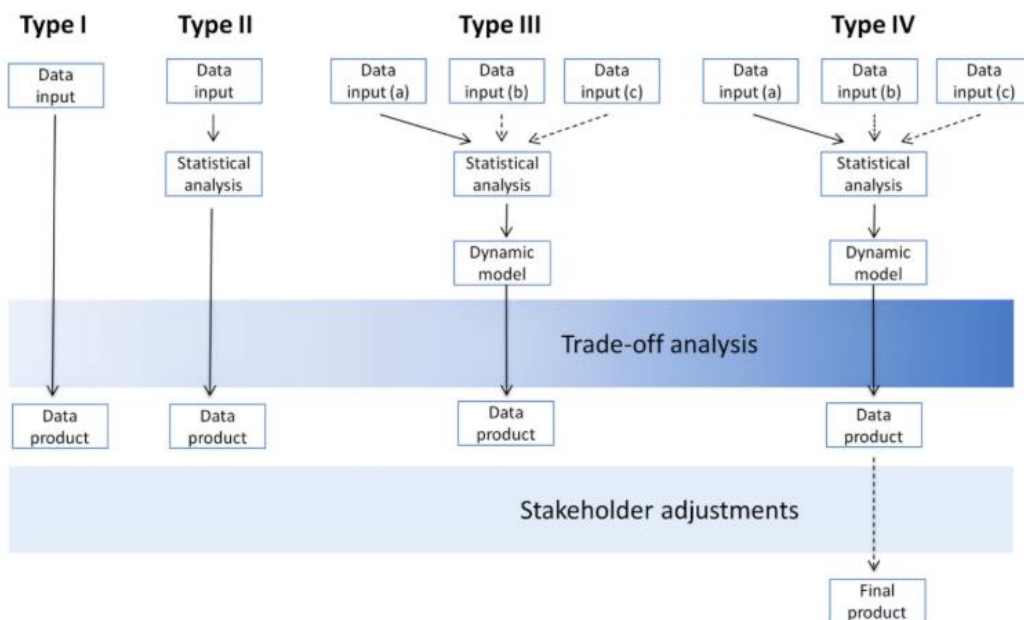 Type I
Type II
Type III
Type IV
Data
input
Data
input
Data
input (a)
Data
input (b)
Data
input (c)
Data
input (a)
Data
input (b)
Data
input (c)
Statistical
analysis
Statistical
analysis
Statistical
analysis
Dynamic
model
Dynamic
model
Trade-off analysis
Data
product
Data
product
Data
product
Data
product
Stakeholder adjustments
Final
product